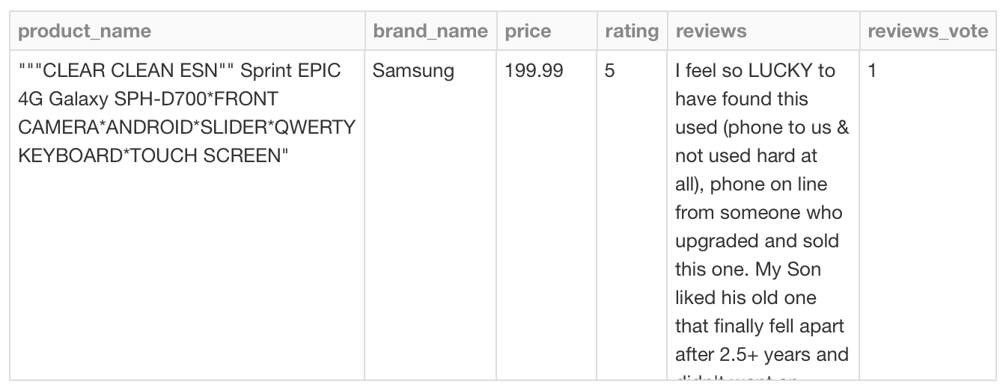 product_name brand_name price rating reviews reviews_vote
"""CLEAR CLEAN ESN"" Sprint EPIC Samsung 199.99 5 I feel so LUCKY to 1
4G Galaxy SPH-D700*FRONT have found this
CAMERA*ANDROID*SLIDER*QWERTY used (phone to us &
KEYBOARD*TOUCH SCREEN" not used hard at
all), phone on line
from someone who
upgraded and sold
this one. My Son
liked his old one
that finally fell apart
after 2.5+ years and